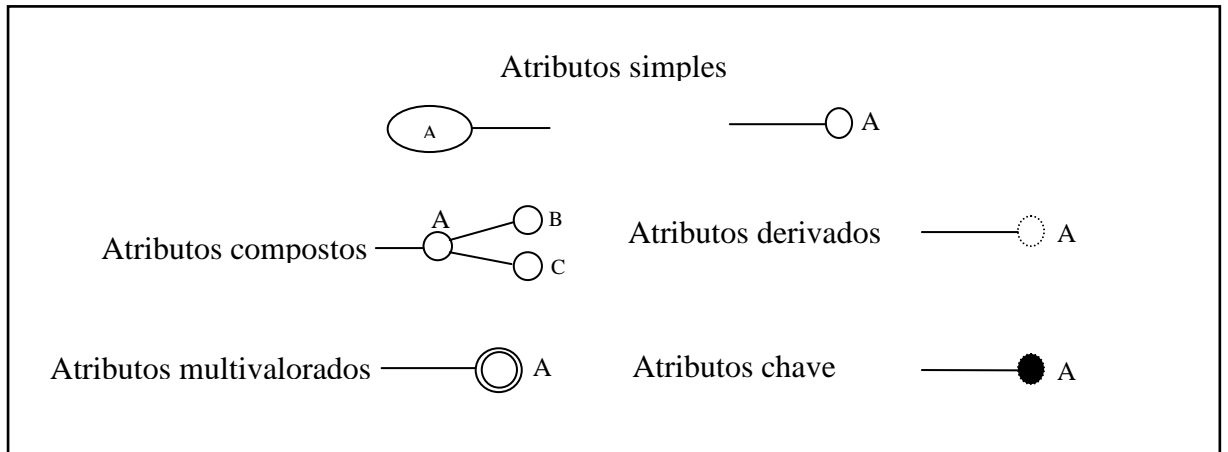 Atributos simples
A
A
A
B
Atributos compostos
C
Atributos derivados
A
Atributos multivalorados
A
Atributos chave
A